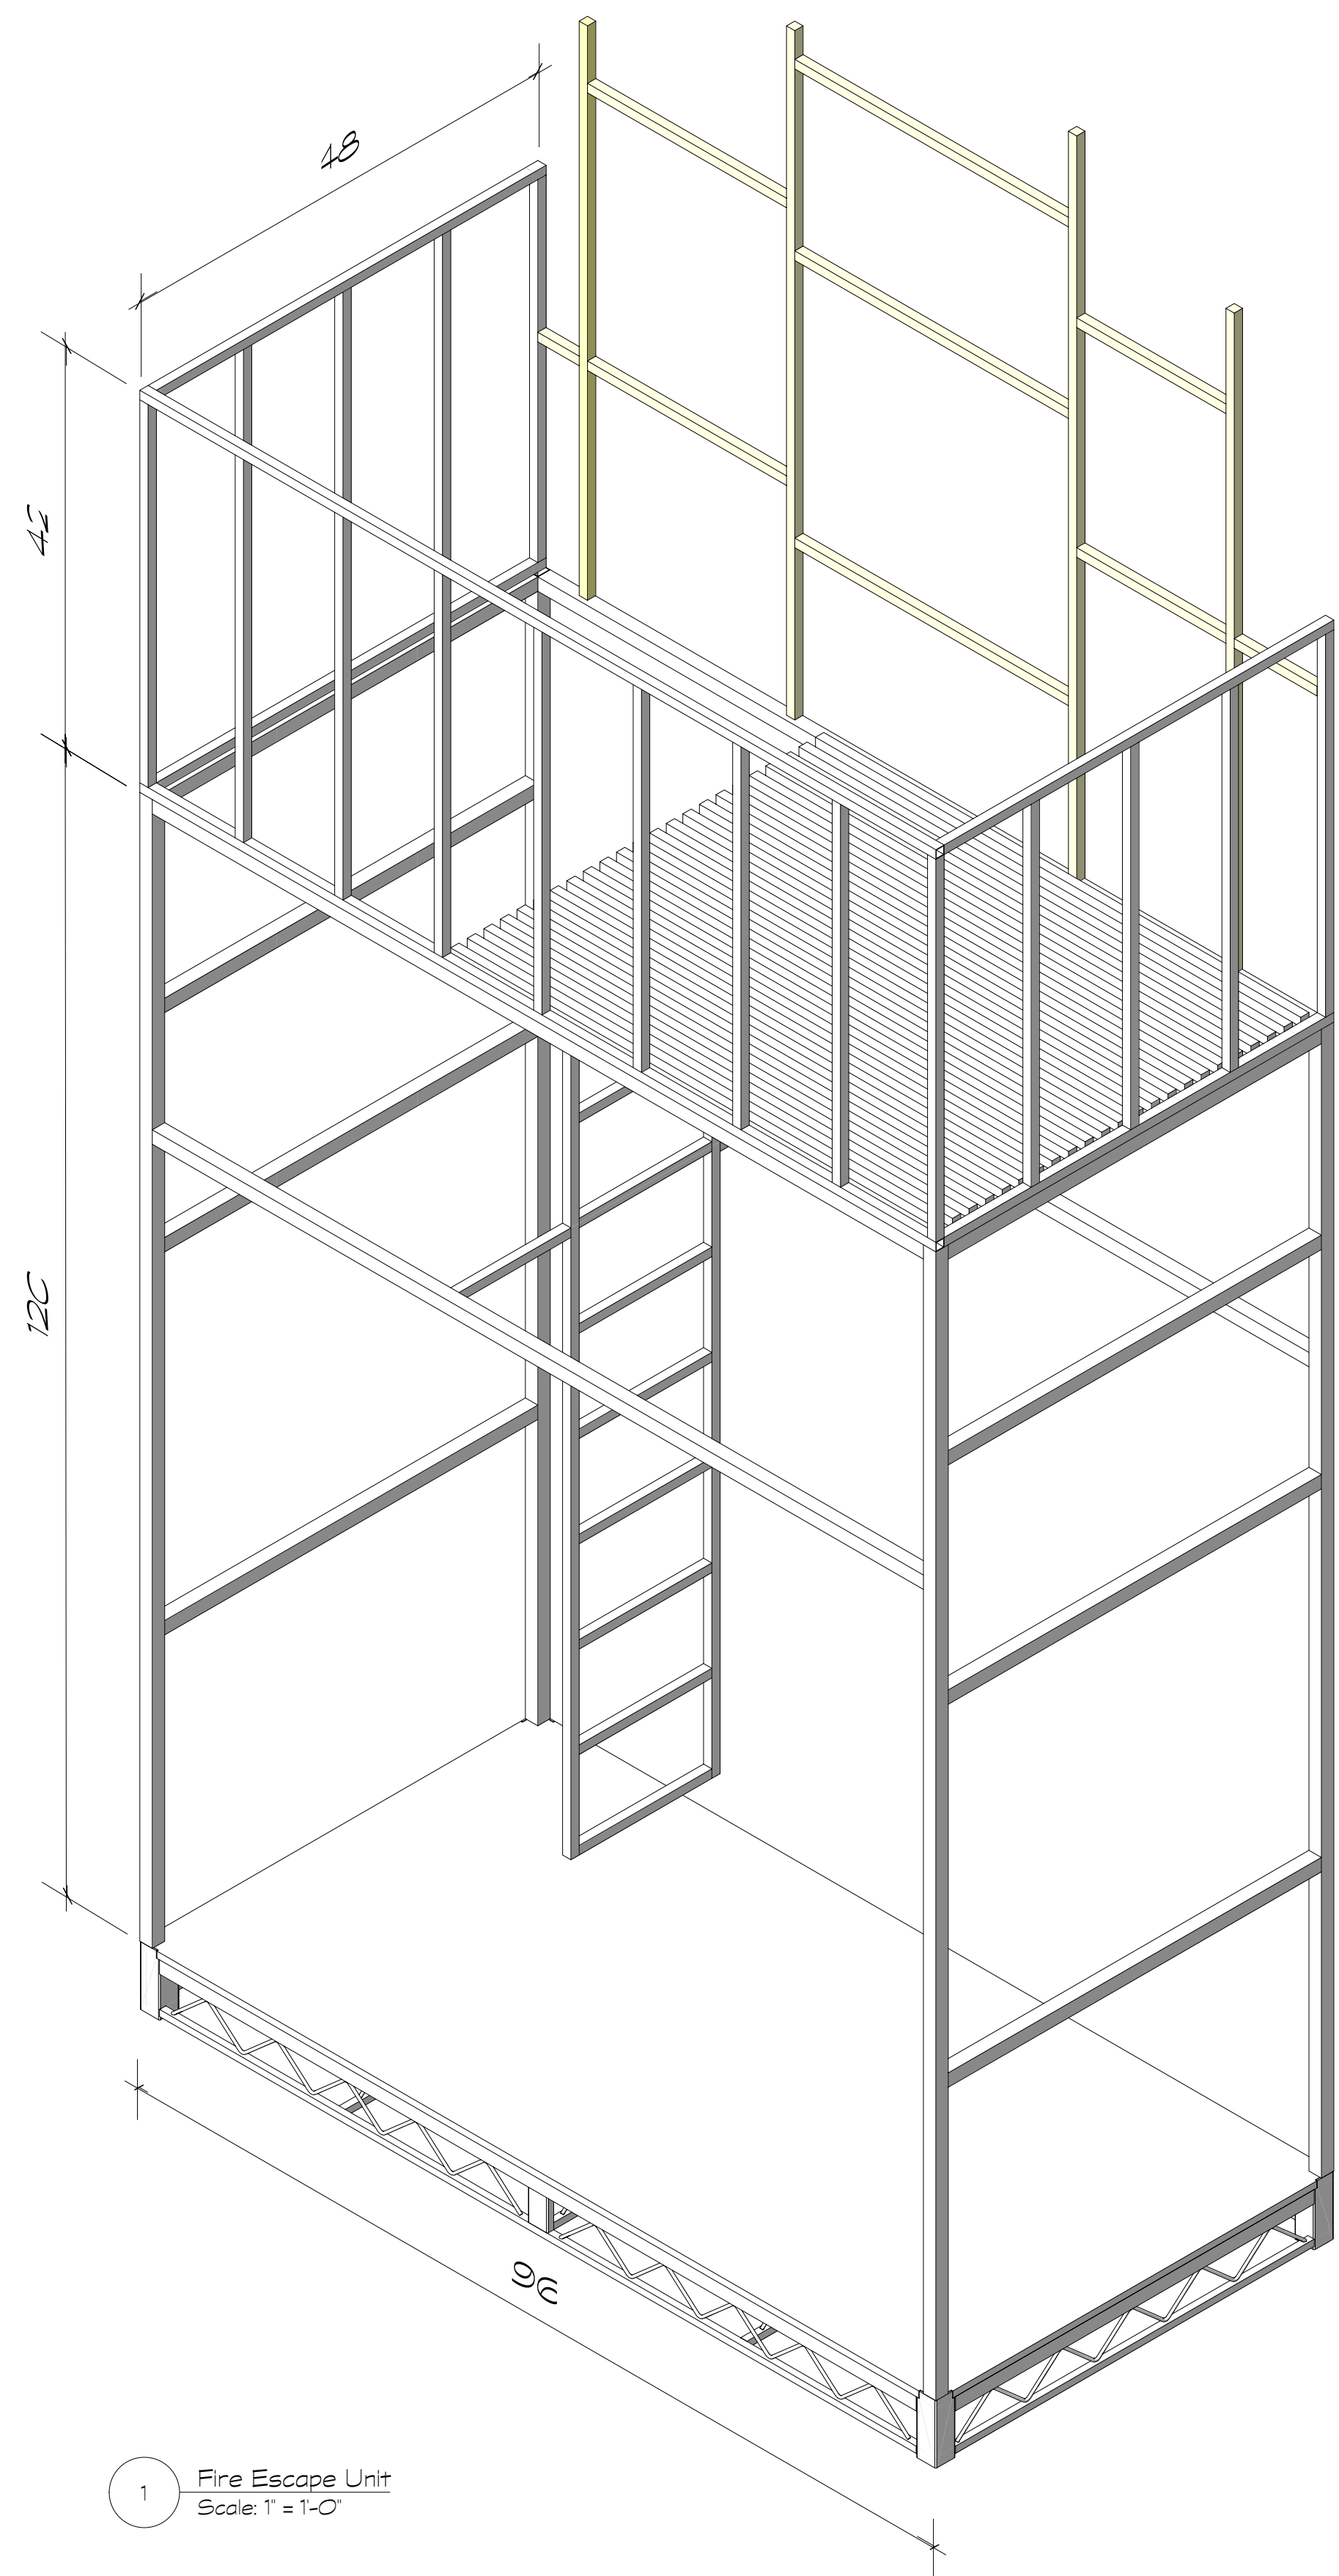 48
42
120
96
1
Fire Escape Unit
Scale: 1" = 1'-0"